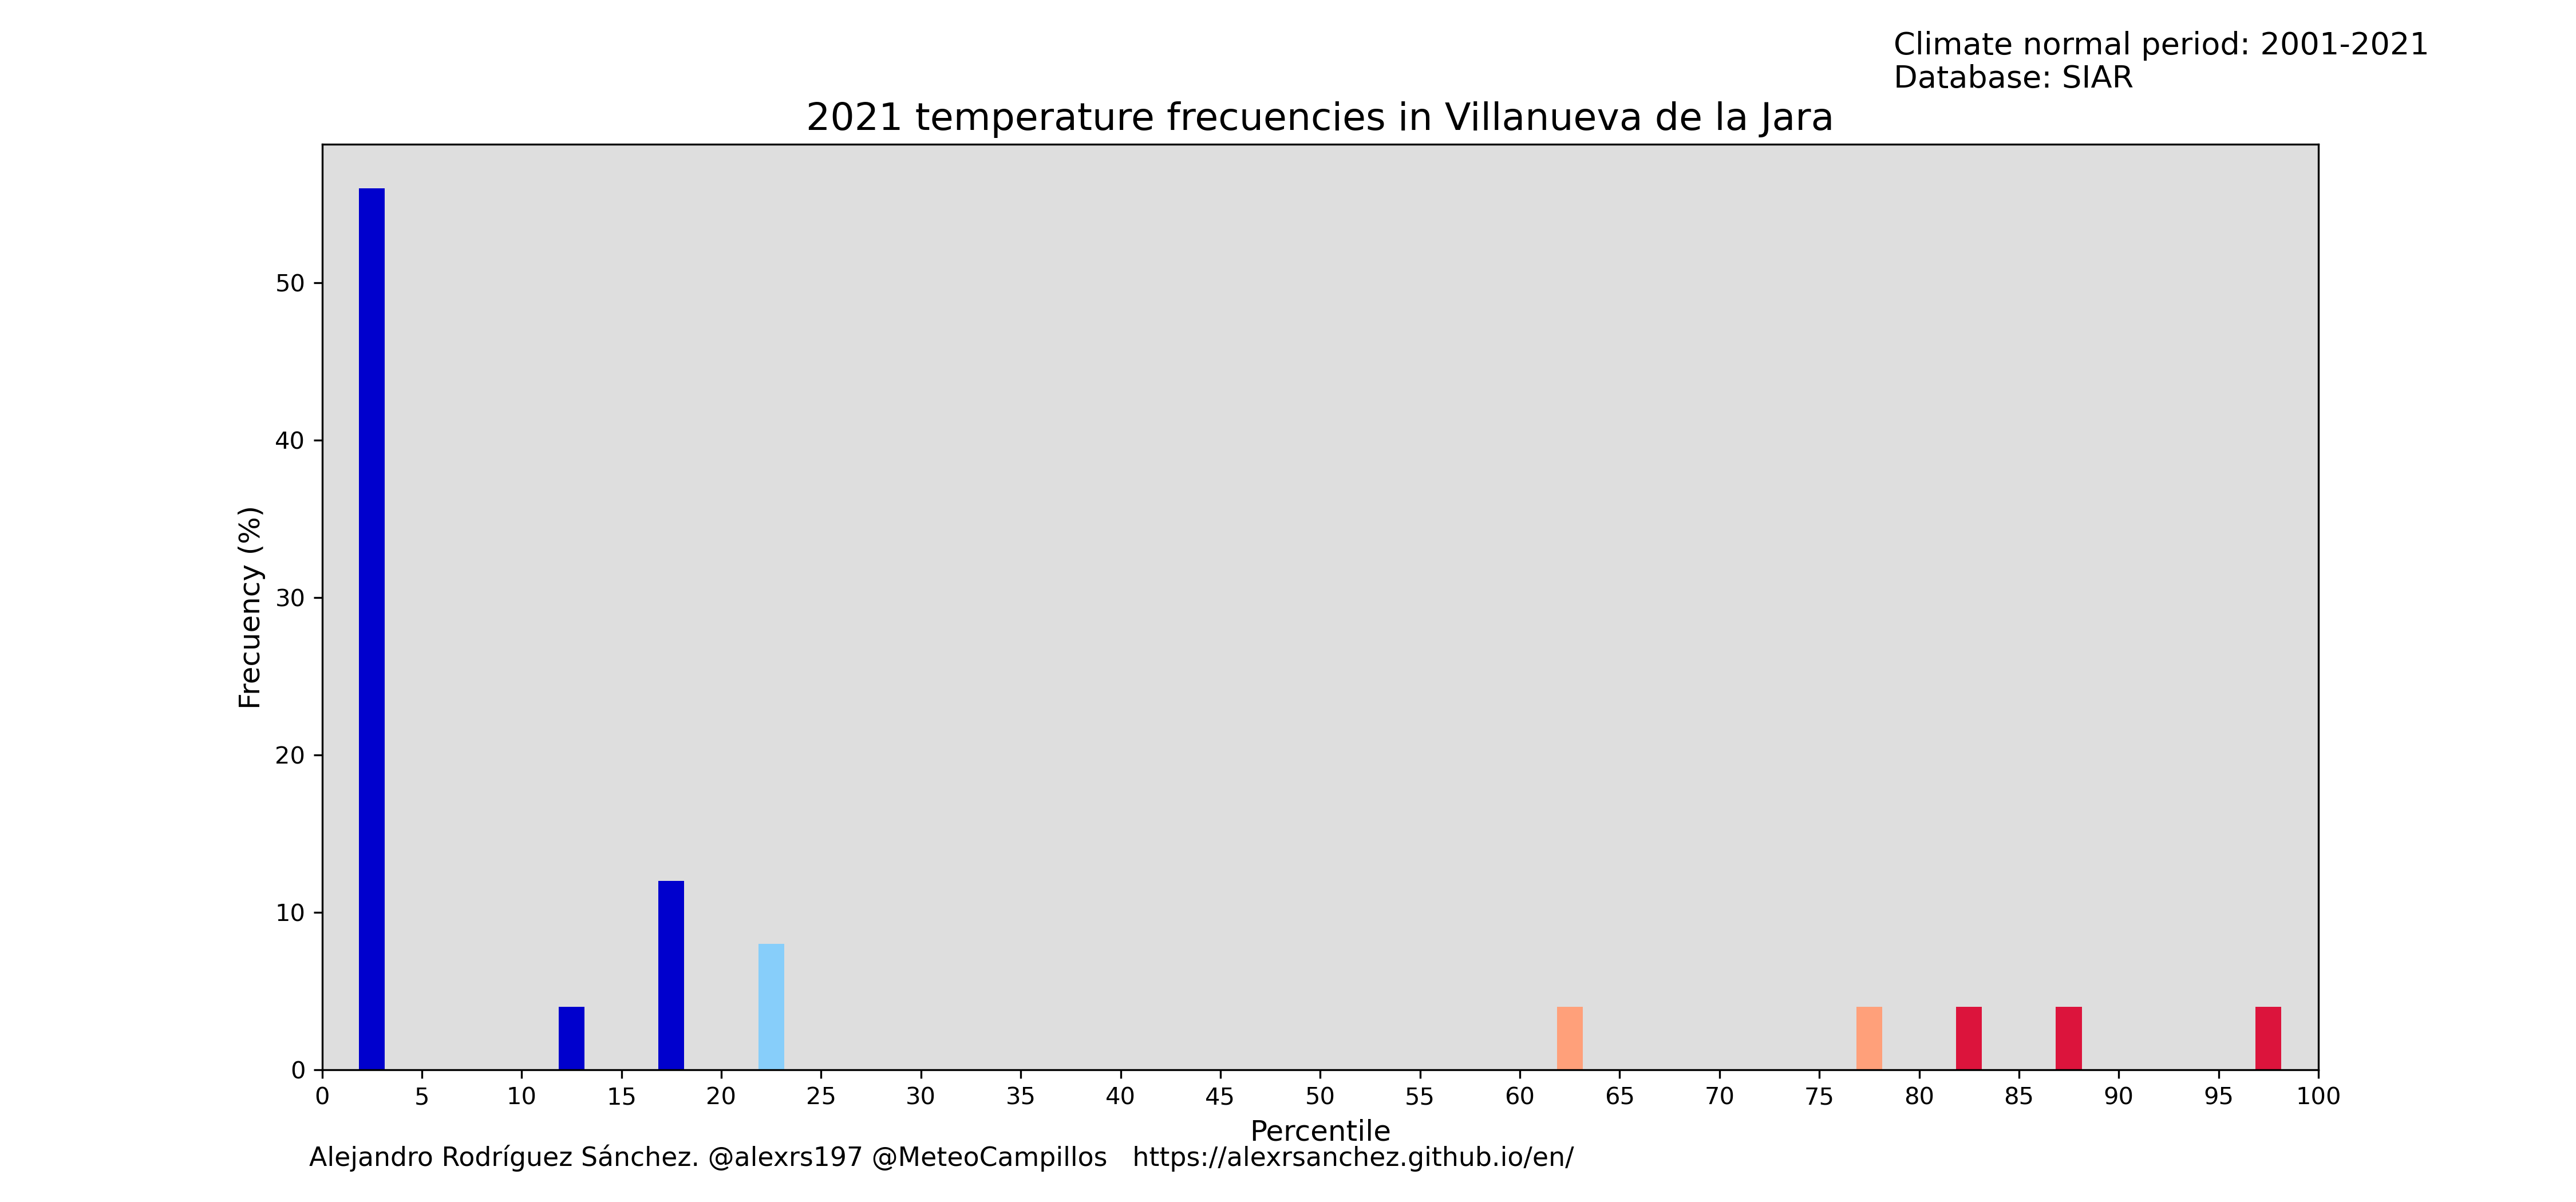 Climate normal period: 2001-2021
Database: SIAR
2021 temperature frecuencies in Villanueva de la Jara
Frecuency (%)
50
40
30
20
10
0
0 5 10 15 20 25 30 35 40 45 50 55 60 65 70 75 80 85 90 95 100
Percentile
Alejandro Rodríguez Sánchez. @alexrs197 @MeteoCampillos https://alexrsanchez.github.io/en/